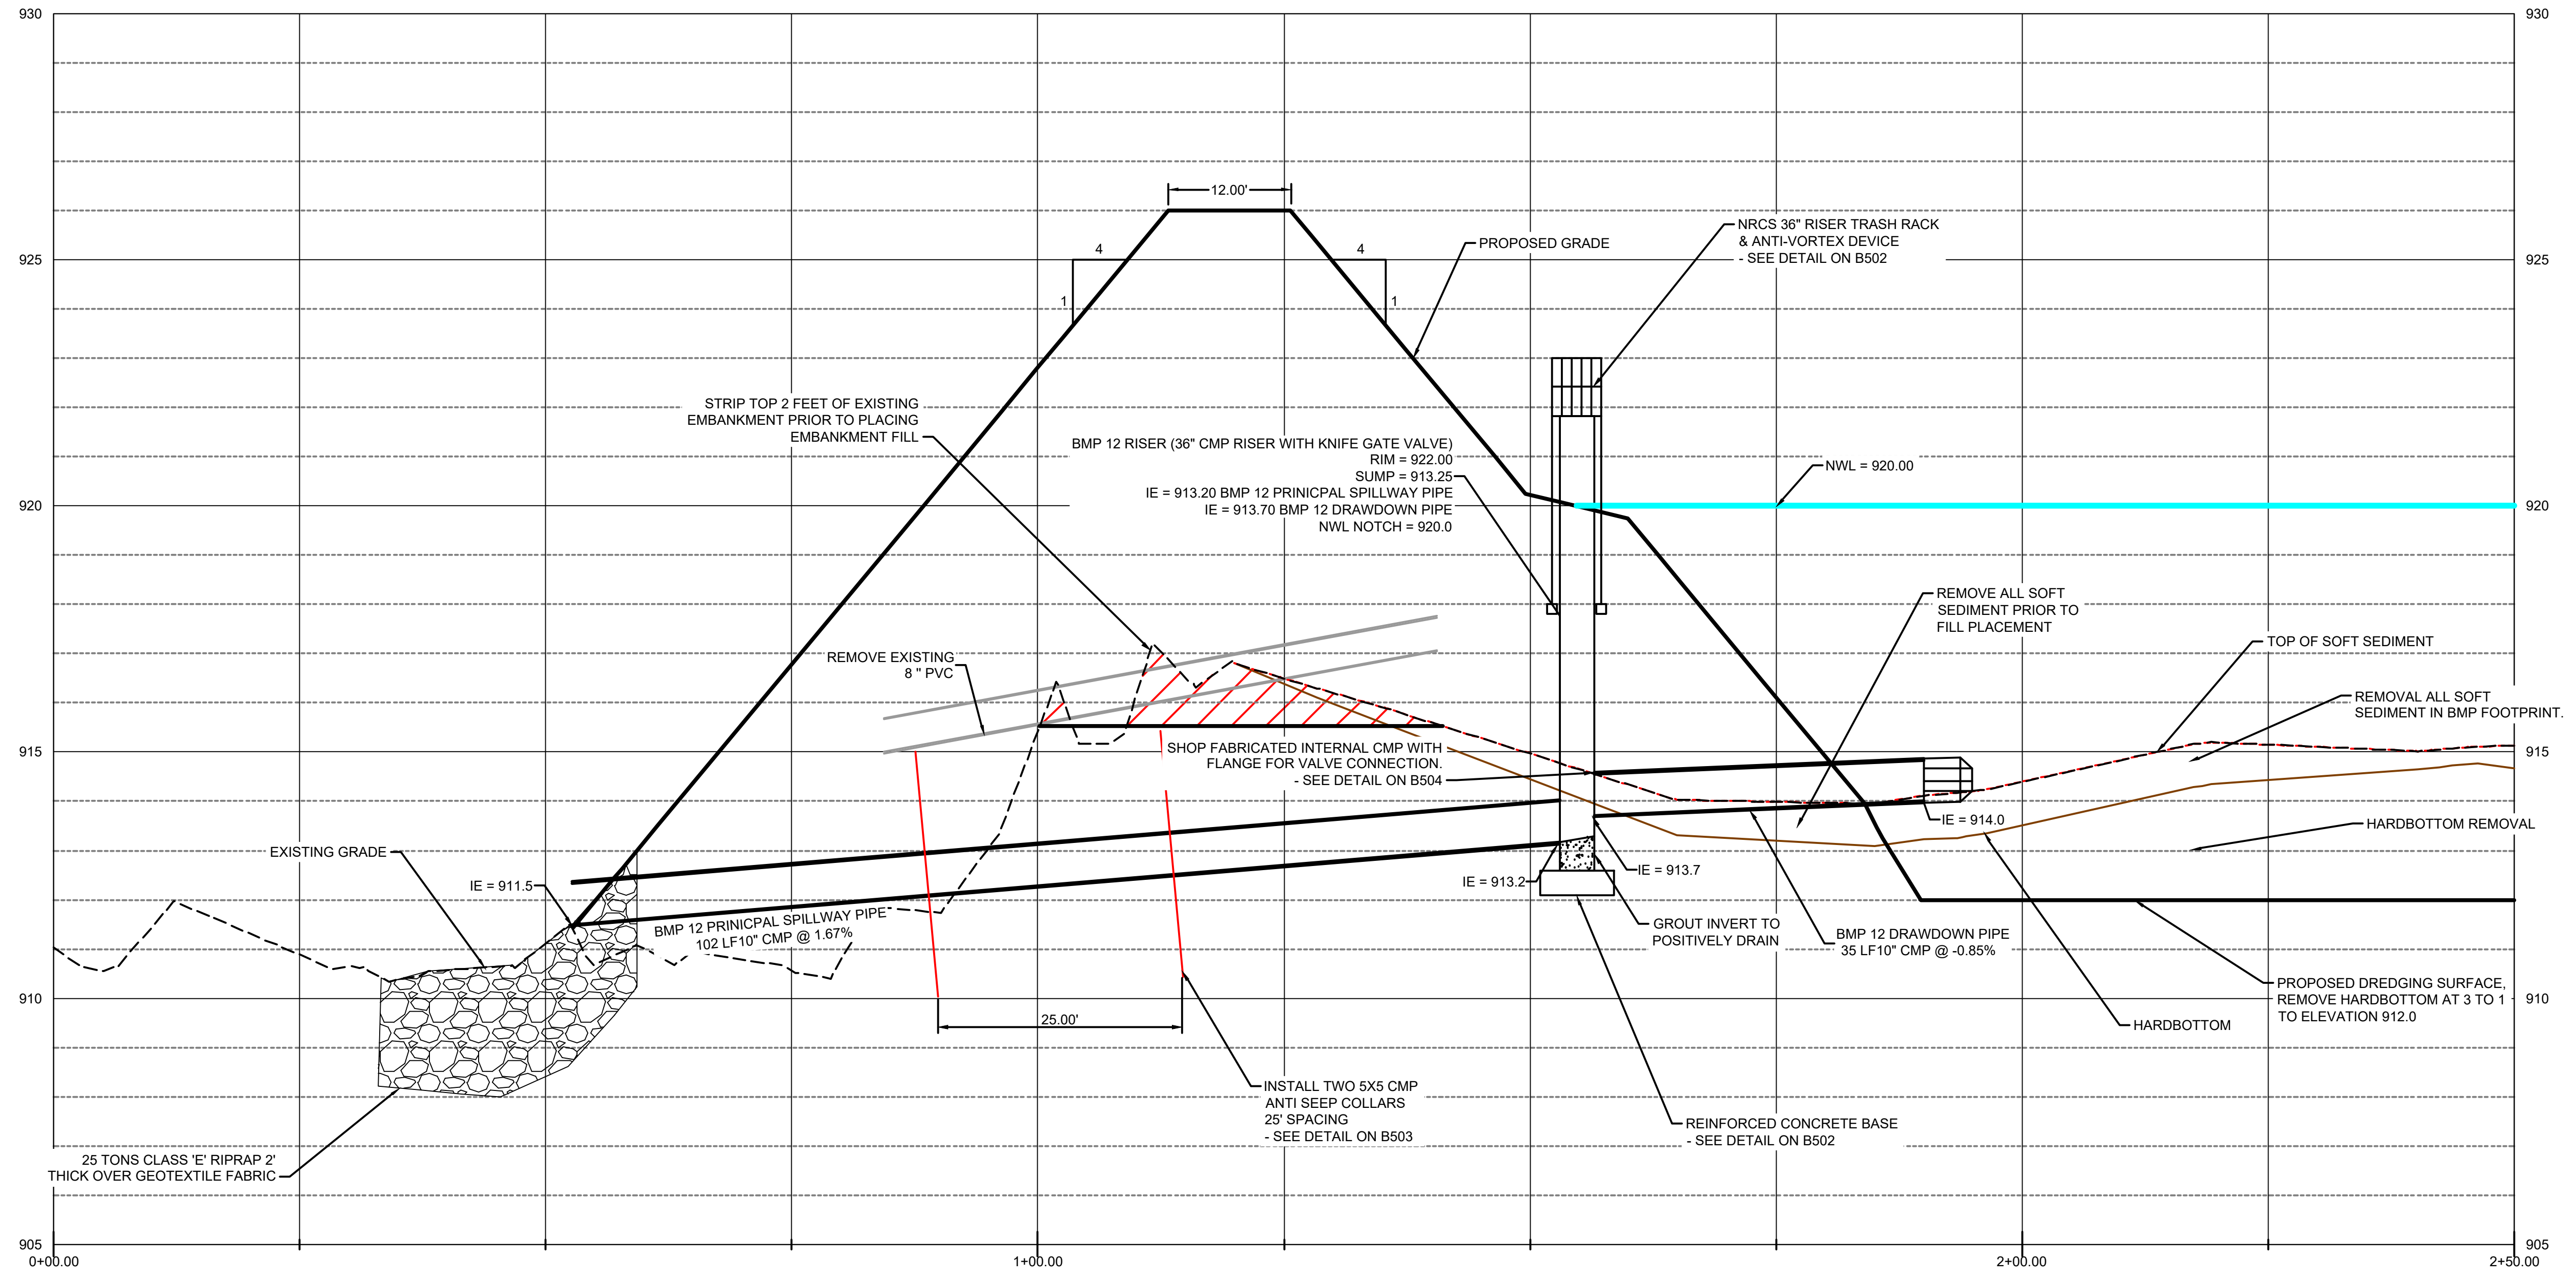 930
930
12.00'
NRCS 36" RISER TRASH RACK
& ANTI-VORTEX DEVICE
- SEE DETAIL ON B502
PROPOSED GRADE
4
4
1
1
925
925
STRIP TOP 2 FEET OF EXISTING
EMBANKMENT PRIOR TO PLACING
EMBANKMENT FILL
BMP 12 RISER (36" CMP RISER WITH KNIFE GATE VALVE)
RIM = 922.00
SUMP = 913.25
IE = 913.20 BMP 12 PRINICPAL SPILLWAY PIPE
IE = 913.70 BMP 12 DRAWDOWN PIPE
NWL NOTCH = 920.0
NWL = 920.00
920
920
REMOVE ALL SOFT
SEDIMENT PRIOR TO
FILL PLACEMENT
TOP OF SOFT SEDIMENT
REMOVE EXISTING
8 " PVC
REMOVAL ALL SOFT
SEDIMENT IN BMP FOOTPRINT.
SHOP FABRICATED INTERNAL CMP WITH
FLANGE FOR VALVE CONNECTION.
- SEE DETAIL ON B504
915
915
IE = 914.0
HARDBOTTOM REMOVAL
EXISTING GRADE
IE = 911.5
IE = 913.2
IE = 913.7
BMP 12 PRINICPAL SPILLWAY PIPE
102 LF10" CMP @ 1.67%
GROUT INVERT TO
POSITIVELY DRAIN
BMP 12 DRAWDOWN PIPE
35 LF10" CMP @ -0.85%
PROPOSED DREDGING SURFACE,
REMOVE HARDBOTTOM AT 3 TO 1
TO ELEVATION 912.0
910
910
25.00'
HARDBOTTOM
INSTALL TWO 5X5 CMP
ANTI SEEP COLLARS
25' SPACING
- SEE DETAIL ON B503
REINFORCED CONCRETE BASE
- SEE DETAIL ON B502
25 TONS CLASS 'E' RIPRAP 2'
THICK OVER GEOTEXTILE FABRIC
905
905
0+00.00
1+00.00
2+00.00
2+50.00